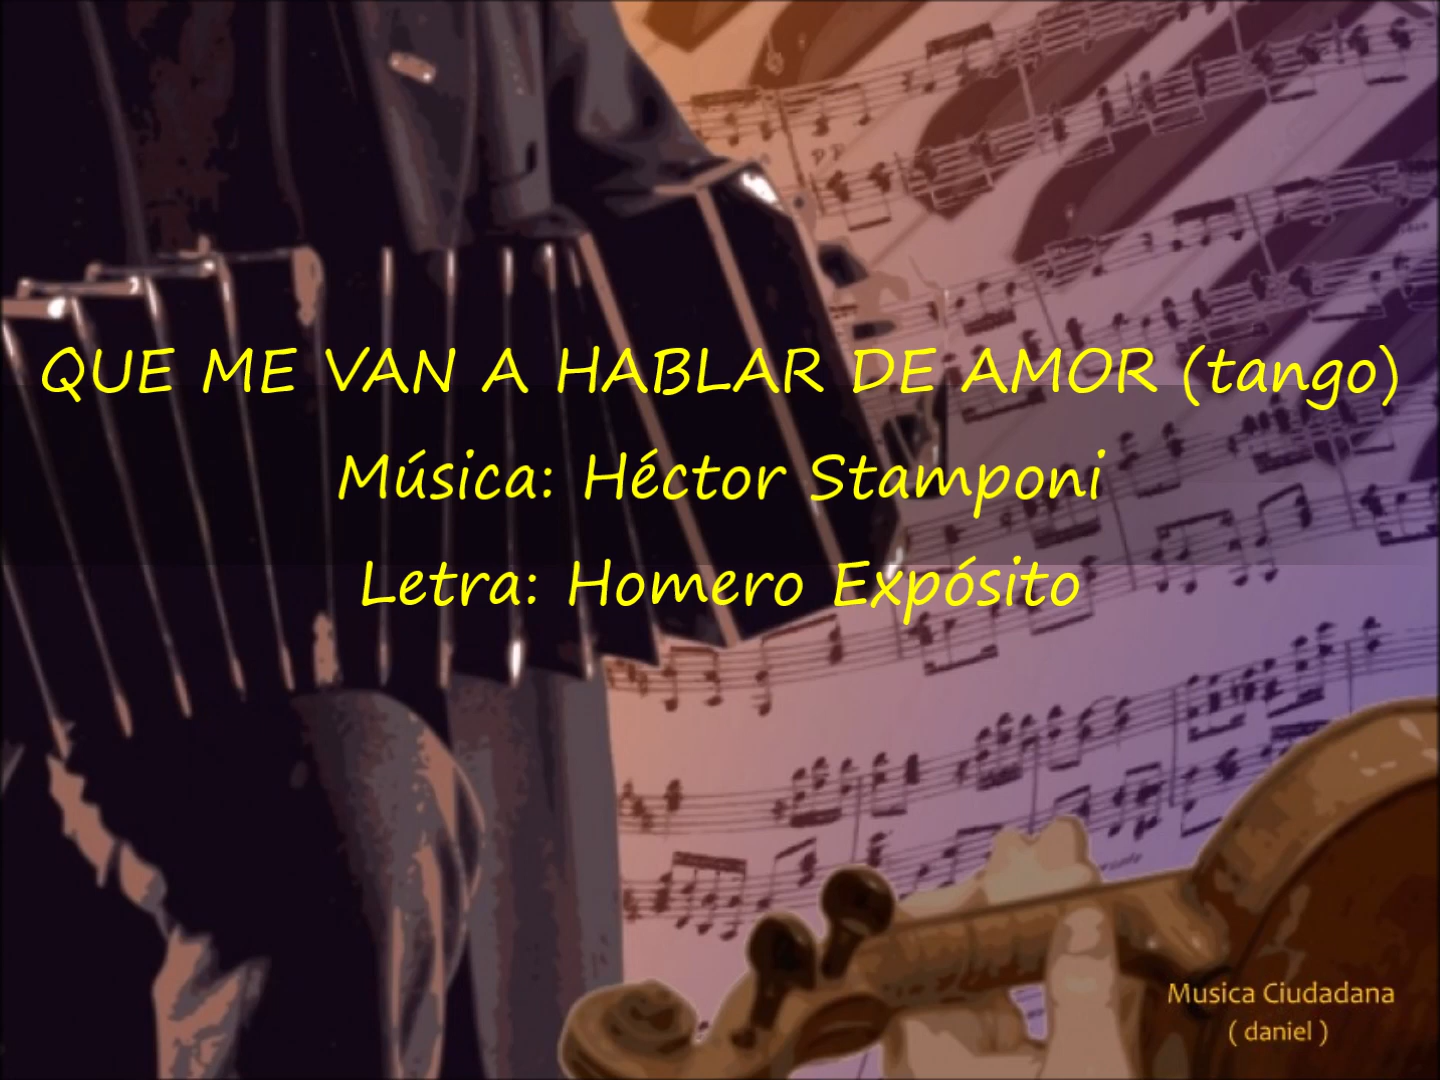 QUE ME VAN A HABLAR DE AMOR (tango)
Música: Héctor Stamponi
Letra: Homero Expósito
Musica Ciudadana
( daniel )